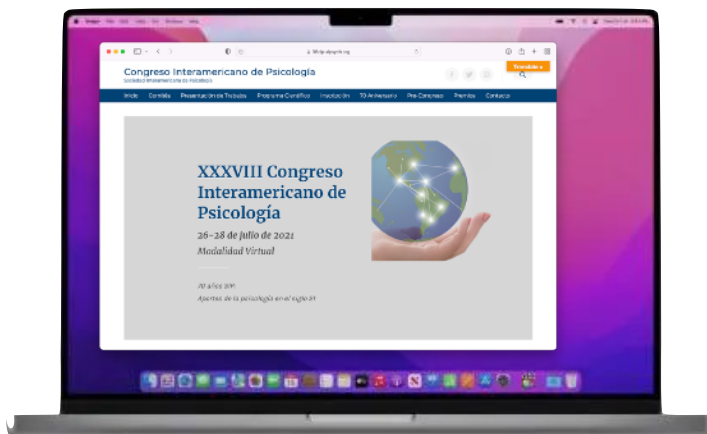 Congreso Interamericano de Psicología
Sociedad Interamericana de Psicología
Translate »
Inicio Comités Presentación de Trabajos Programa Científico Inscripción 70 Aniversario Pre-Congreso Premios Contacto
XXXVIII Congreso
Interamericano de
Psicología
26–28 de julio de 2021
Modalidad Virtual
70 años SIP:
Aportes de la psicología en el siglo 21